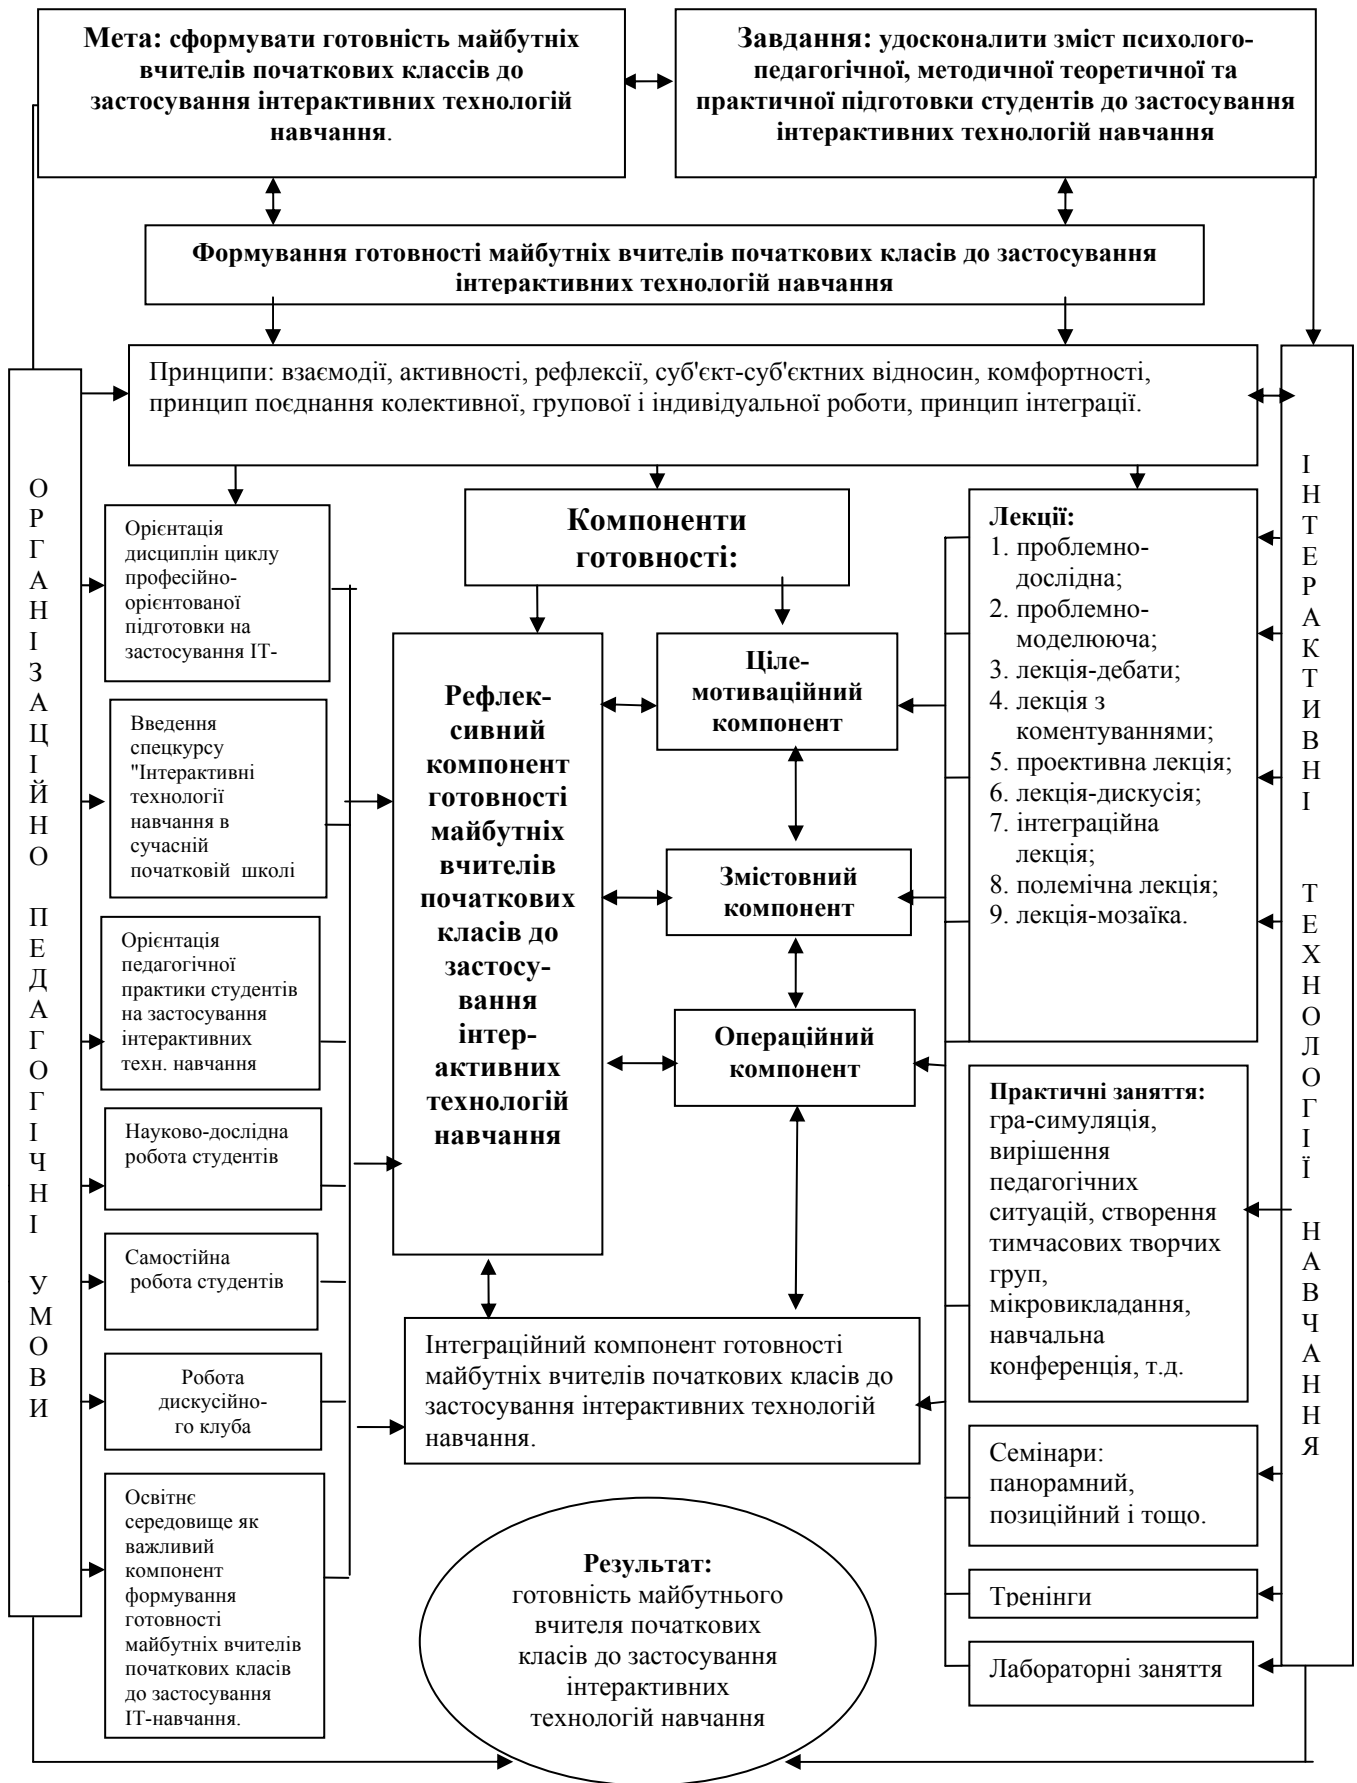 Мета: сформувати готовність майбутніх
вчителів початкових классів до
застосування інтерактивних технологій
навчання.
Завдання: удосконалити зміст психолого-
педагогічної, методичної теоретичної та
практичної підготовки студентів до застосування
інтерактивних технологій навчання
Формування готовності майбутніх вчителів початкових класів до застосування
інтерактивних технологій навчання
Принципи: взаємодії, активності, рефлексії, суб'єкт-суб'єктних відносин, комфортності,
принцип поєднання колективної, групової і індивідуальної роботи, принцип інтеграції.
ОРГАНІЗАЦІЙНО ПЕДАГОГІЧНІ УМОВИ
Орієнтація
дисциплін циклу
професійно-
орієнтованої
підготовки на
застосування ІТ-
Введення
спецкурсу
"Інтерактивні
технології
навчання в
сучасній
початковій школі
Орієнтація
педагогічної
практики студентів
на застосування
інтерактивних
техн. навчання
Науково-дослідна
робота студентів
Самостійна
робота студентів
Робота
дискусійно-
го клуба
Освітнє
середовище як
важливий
компонент
формування
готовності
майбутніх вчителів
початкових класів
до застосування
ІТ-навчання.
Компоненти
готовності:
Рефлек-
сивний
компонент
готовності
майбутніх
вчителів
початкових
класів до
застосу-
вання
інтер-
активних
технологій
навчання
Ціле-
мотиваційний
компонент
Змістовний
компонент
Операційний
компонент
Інтеграційний компонент готовності
майбутніх вчителів початкових класів до
застосування інтерактивних технологій
навчання.
Результат:
готовність майбутнього
вчителя початкових
класів до застосування
інтерактивних
технологій навчання
Лекції:
1. проблемно-
дослідна;
2. проблемно-
моделююча;
3. лекція-дебати;
4. лекція з
коментуваннями;
5. проективна лекція;
6. лекція-дискусія;
7. інтеграційна
лекція;
8. полемічна лекція;
9. лекція-мозаїка.
Практичні заняття:
гра-симуляція,
вирішення
педагогічних
ситуацій, створення
тимчасових творчих
груп,
мікровикладання,
навчальна
конференція, т.д.
Семінари:
панорамний,
позиційний і тощо.
Тренінги
Лабораторні заняття
ІНТЕРАКТИВНІ ТЕХНОЛОГІЇ НАВЧАННЯ